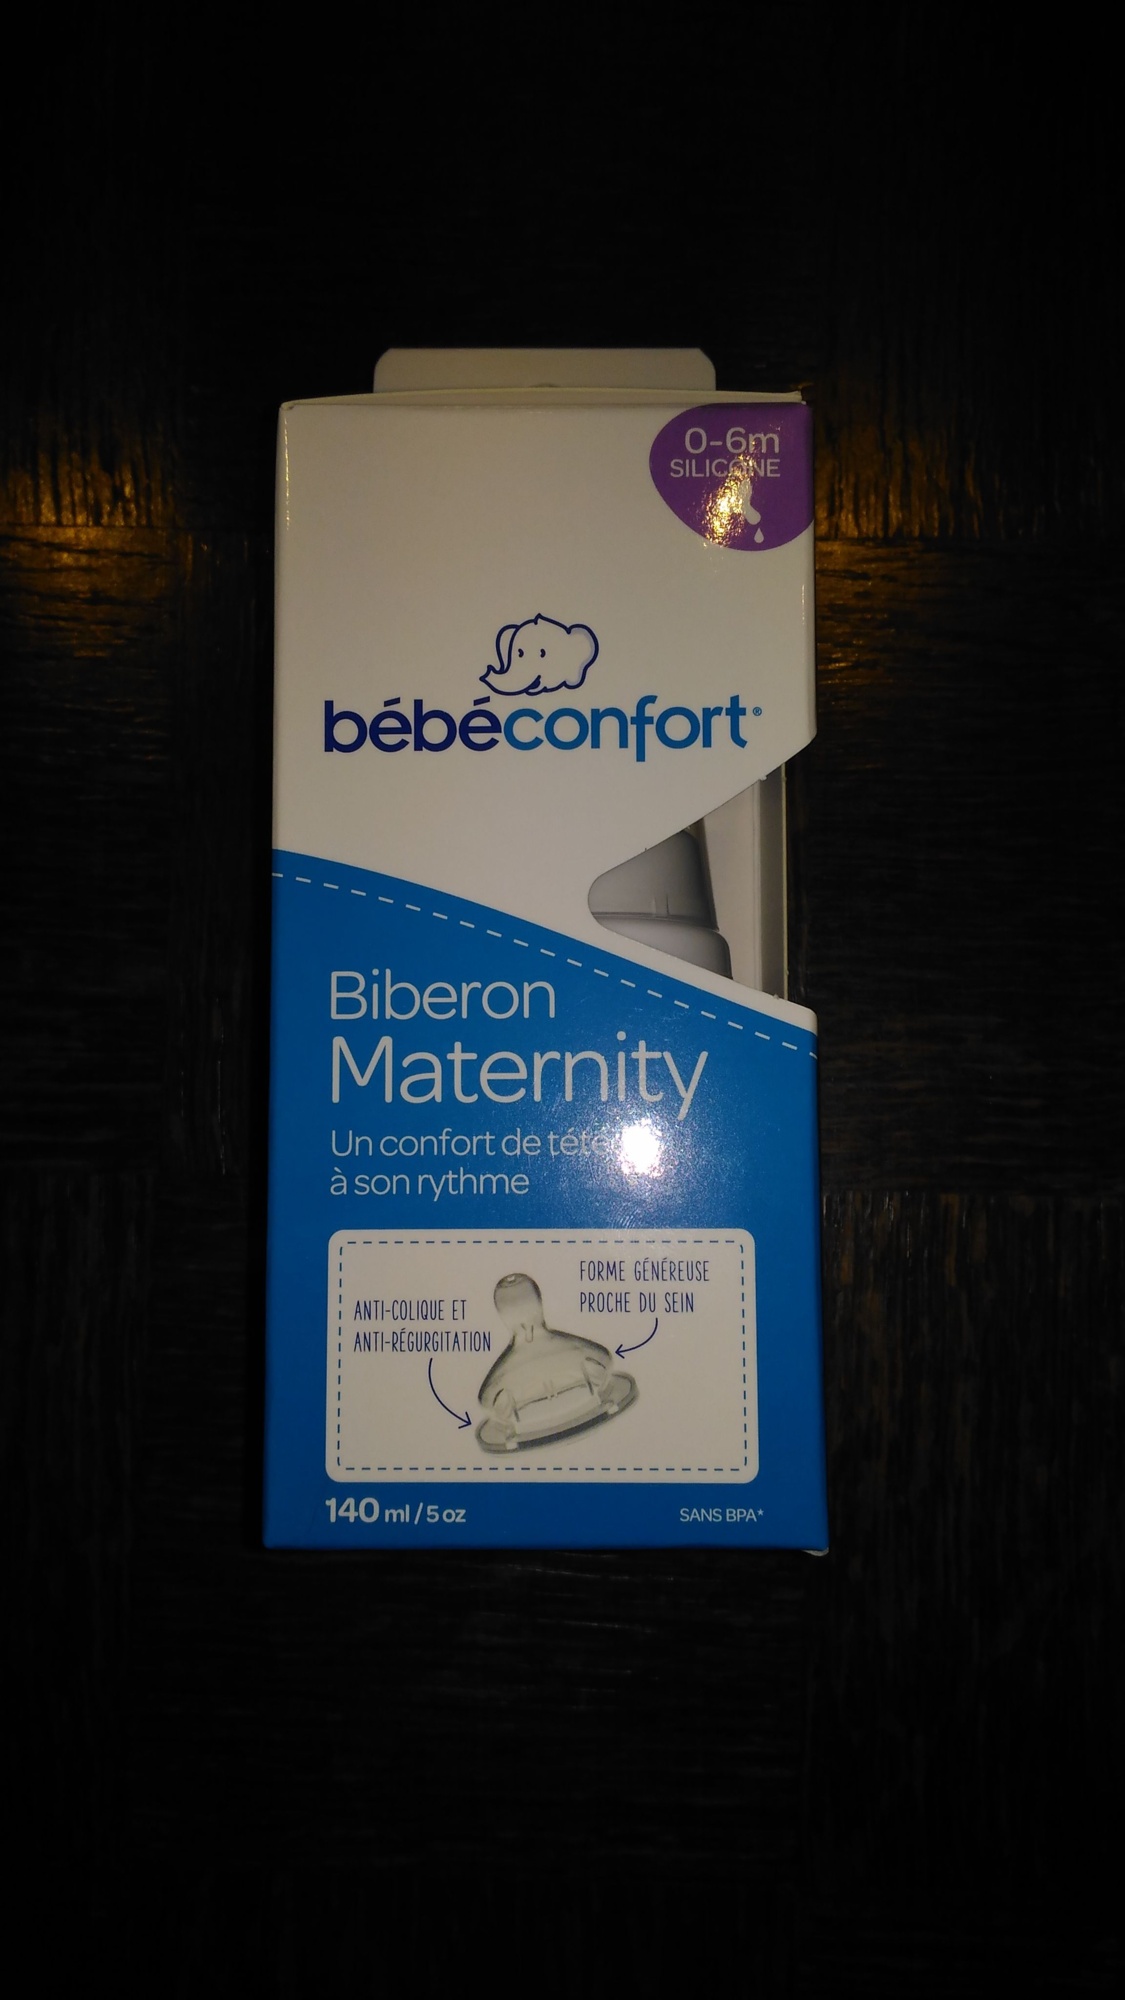 0-6m
SILICONE
bébéconfort®
Biberon
Maternity
Un confort de
à son rythme
FORME GÉNÉREUSE
PROCHE DU SEIN
ANTI-COLIQUE ET
ANTI-RÉGURGITATION
140 ml / 5 oz
SANS BPA*